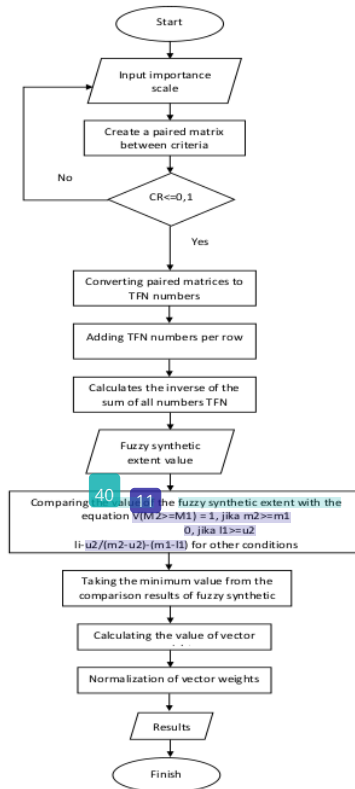 Start
Input importance
scale
Create a paired matrix
between criteria
No
CR<=0,1
Yes
Converting paired matrices to
TFN numbers
Adding TFN numbers per row
Calculates the inverse of the
sum of all numbers TFN
Fuzzy synthetic
extent value
40
11
Comparing the value of the fuzzy synthetic extent with the
equation V(M2>=M1) = 1, jika m2>=m1
0, jika l1>=u2
li-u2/(m2-u2)-(m1-l1) for other conditions
Taking the minimum value from the
comparison results of fuzzy synthetic
Calculating the value of vector
Normalization of vector weights
Results
Finish